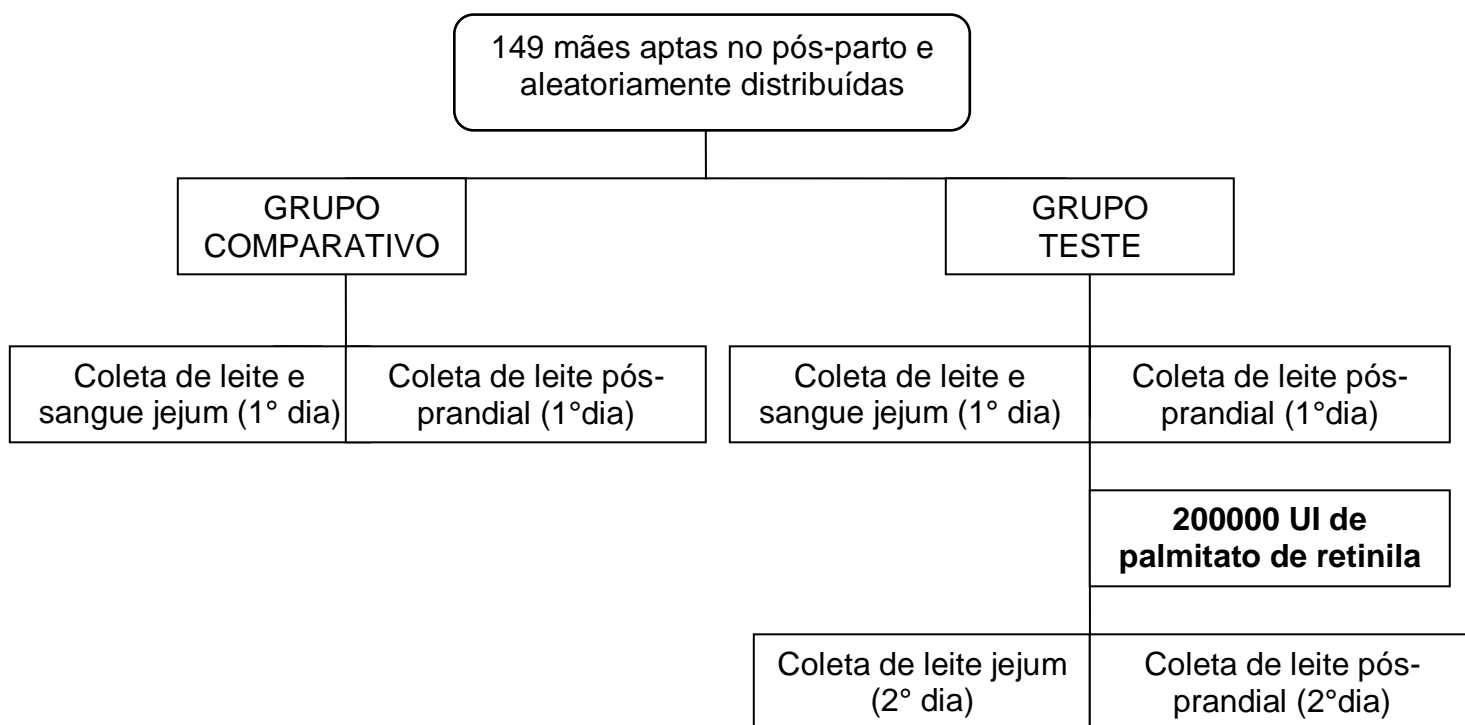 149 mães aptas no pós-parto e
aleatoriamente distribuídas
GRUPO
COMPARATIVO
GRUPO
TESTE
Coleta de leite e
sangue jejum (1° dia)
Coleta de leite pós-
prandial (1°dia)
Coleta de leite e
sangue jejum (1° dia)
Coleta de leite pós-
prandial (1°dia)
200000 UI de
palmitato de retinila
Coleta de leite jejum
(2° dia)
Coleta de leite pós-
prandial (2°dia)